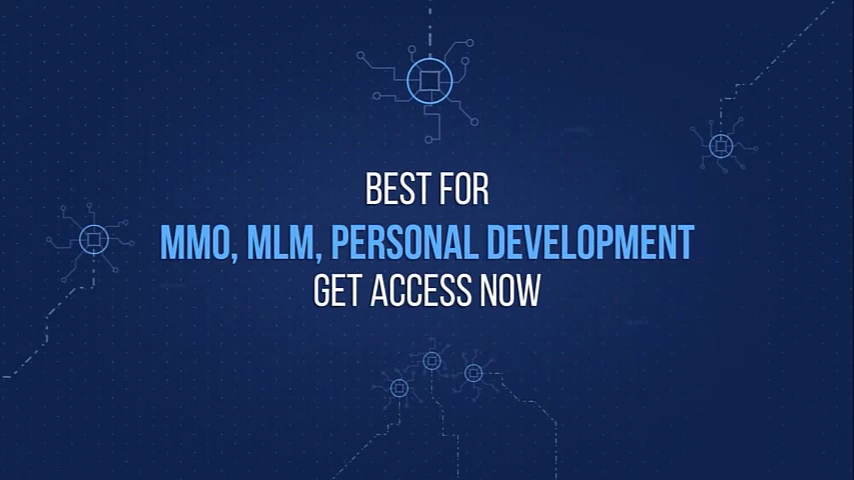 BEST FOR
MMO, MLM, PERSONAL DEVELOPMENT
GET ACCESS NOW